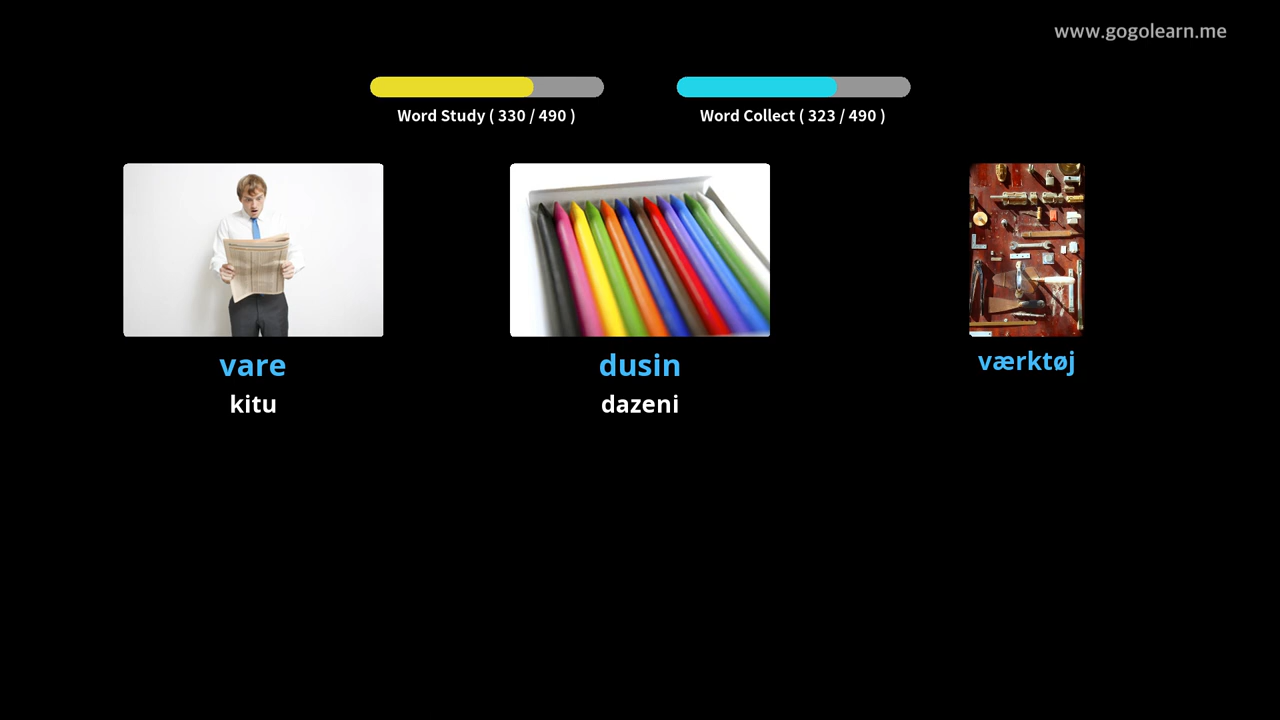 www.gogolearn.me
Word Study ( 330 / 490 )
Word Collect ( 323 / 490 )
vare
dusin
værktøj
kitu
dazeni